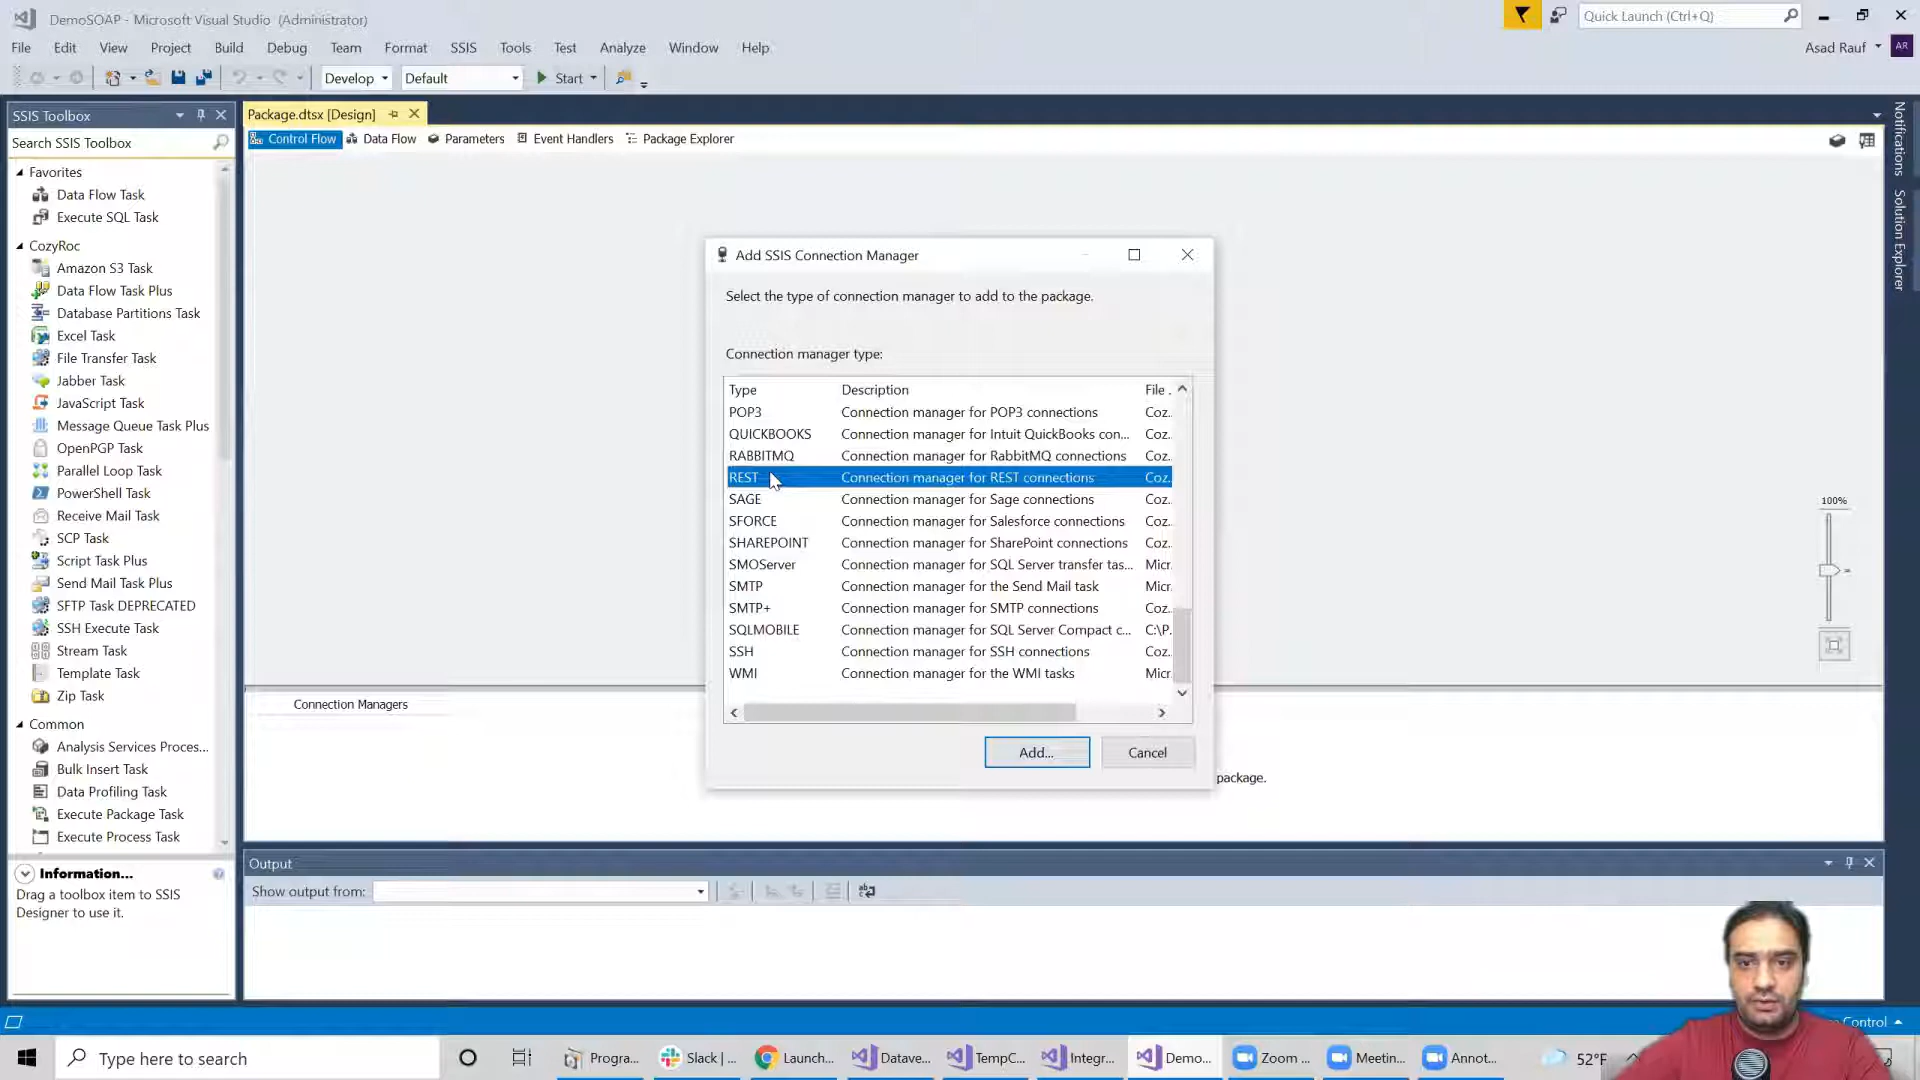 DemoSOAP - Microsoft Visual Studio (Administrator)
Quick Launch (Ctrl+Q)
File Edit View Project Build Debug Team Format SSIS Tools Test Analyze Window Help
Asad Rauf AR
Develop Default Start
SSIS Toolbox
Package.dtsx [Design]
Search SSIS Toolbox
Control Flow Data Flow Parameters Event Handlers Package Explorer
Favorites
Data Flow Task
Execute SQL Task
CozyRoc
Amazon S3 Task
Data Flow Task Plus
Database Partitions Task
Excel Task
File Transfer Task
Jabber Task
JavaScript Task
Message Queue Task Plus
OpenPGP Task
Parallel Loop Task
PowerShell Task
Receive Mail Task
SCP Task
Script Task Plus
Send Mail Task Plus
SFTP Task DEPRECATED
SSH Execute Task
Stream Task
Template Task
Zip Task
Common
Analysis Services Proces...
Bulk Insert Task
Data Profiling Task
Execute Package Task
Execute Process Task
Information...
Drag a toolbox item to SSIS
Designer to use it.
Add SSIS Connection Manager
Select the type of connection manager to add to the package.
Connection manager type:
Type Description File .
POP3 Connection manager for POP3 connections Coz..
QUICKBOOKS Connection manager for Intuit QuickBooks con... Coz..
RABBITMQ Connection manager for RabbitMQ connections Coz..
REST Connection manager for REST connections Coz..
SAGE Connection manager for Sage connections Coz..
SFORCE Connection manager for Salesforce connections Coz..
SHAREPOINT Connection manager for SharePoint connections Coz..
SMOServer Connection manager for SQL Server transfer tas... Micr
SMTP Connection manager for the Send Mail task Micr
SMTP+ Connection manager for SMTP connections Coz..
SQLMOBILE Connection manager for SQL Server Compact c... C:\P.
SSH Connection manager for SSH connections Coz..
WMI Connection manager for the WMI tasks Micr
Add... Cancel
Connection Managers
package.
100%
Notifications
Solution Explorer
Output
Show output from:
Control
Type here to search
Progra... Slack | ... Launch... Datave... TempC... Integr... Demo... Zoom ... Meetin... Annot... 52°F